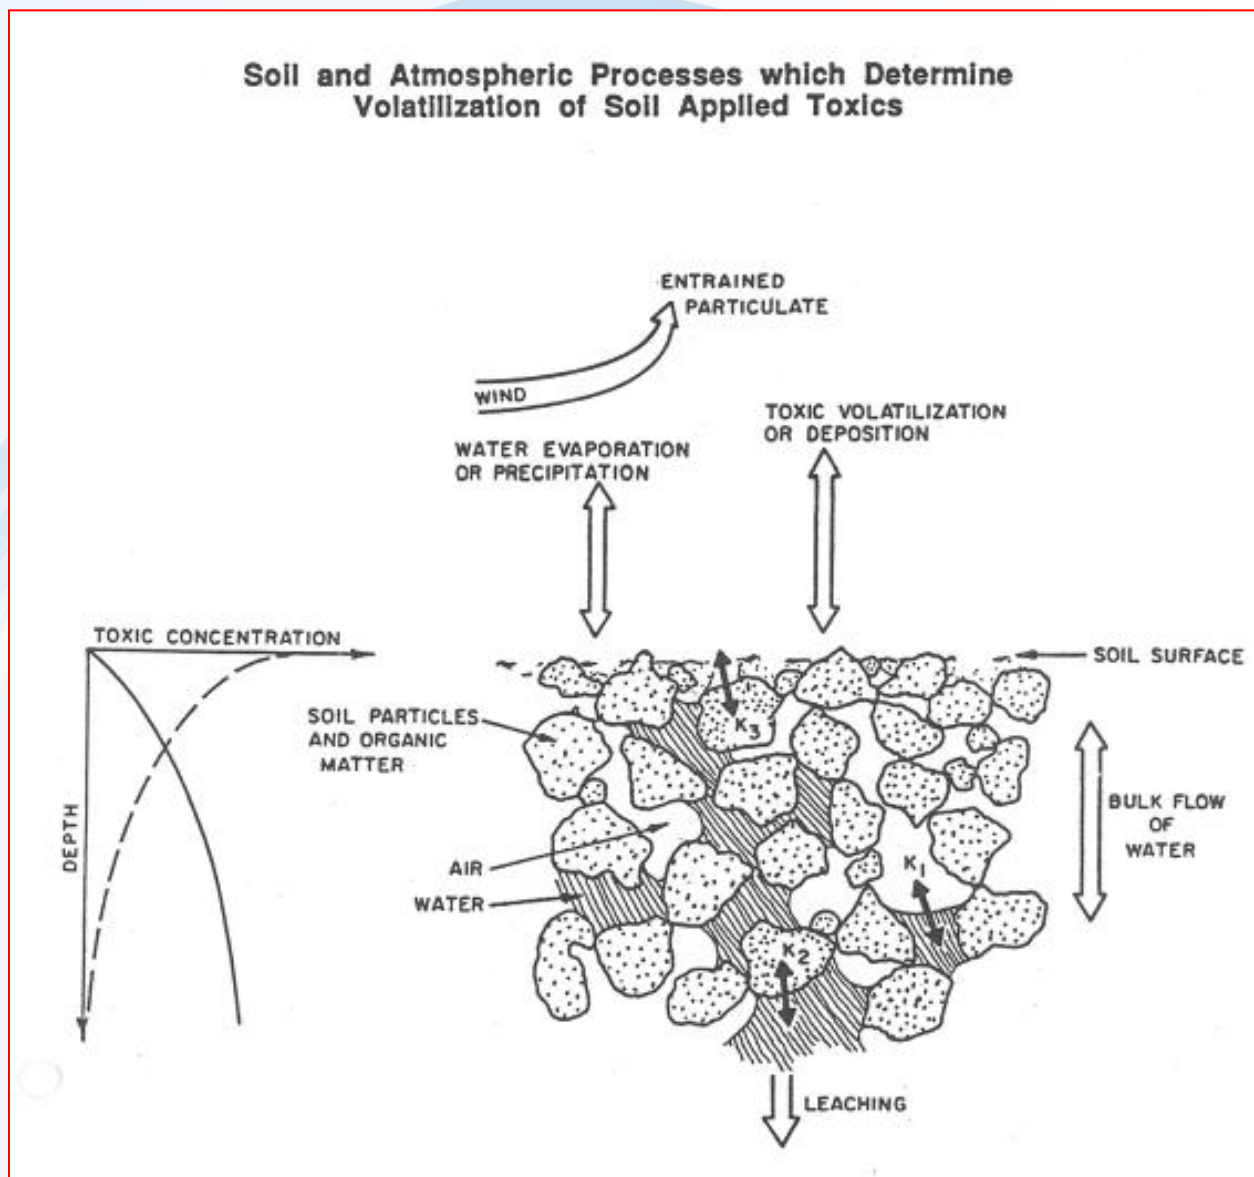 Soil and Atmospheric Processes which Determine
Volatilization of Soil Applied Toxics
ENTRAINED
PARTICULATE
WIND
TOXIC VOLATILIZATION
OR DEPOSITION
WATER EVAPORATION
OR PRECIPITATION
TOXIC CONCENTRATION
SOIL SURFACE
SOIL PARTICLES
AND ORGANIC
MATTER
K3
DEPTH
BULK FLOW
OF
WATER
AIR
K1
WATER
K2
LEACHING